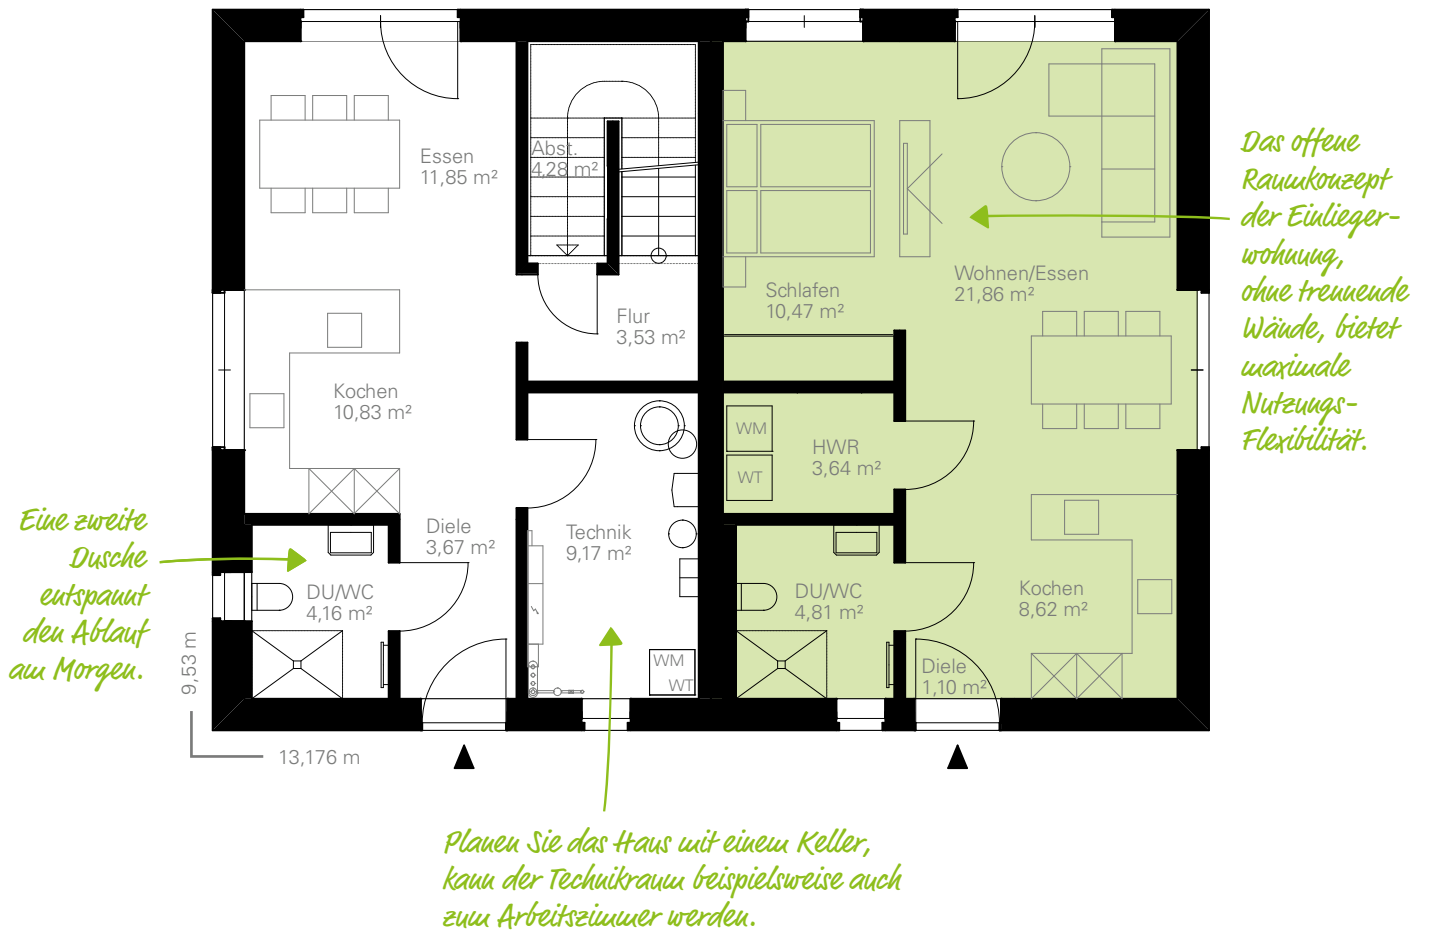 Essen
11,85 m²
Abst.
4,28 m²
Flur
3,53 m²
Kochen
10,83 m²
Diele
3,67 m²
Technik
9,17 m²
DU/WC
4,16 m²
WM
WT
Schlafen
10,47 m²
Wohnen/Essen
21,86 m²
WM
WT
HWR
3,64 m²
DU/WC
4,81 m²
Kochen
8,62 m²
Diele
1,10 m²
9,53 m
13,176 m
Das offene
Raumkonzept
der Einlieger-
wohnung,
ohne trennende
Wände, bietet
maximale
Nutzungs-
Flexibilität.
Eine zweite
Dusche
entspannt
den Ablauf
am Morgen.
Planen Sie das Haus mit einem Keller,
kann der Technikraum beispielsweise auch
zum Arbeitszimmer werden.